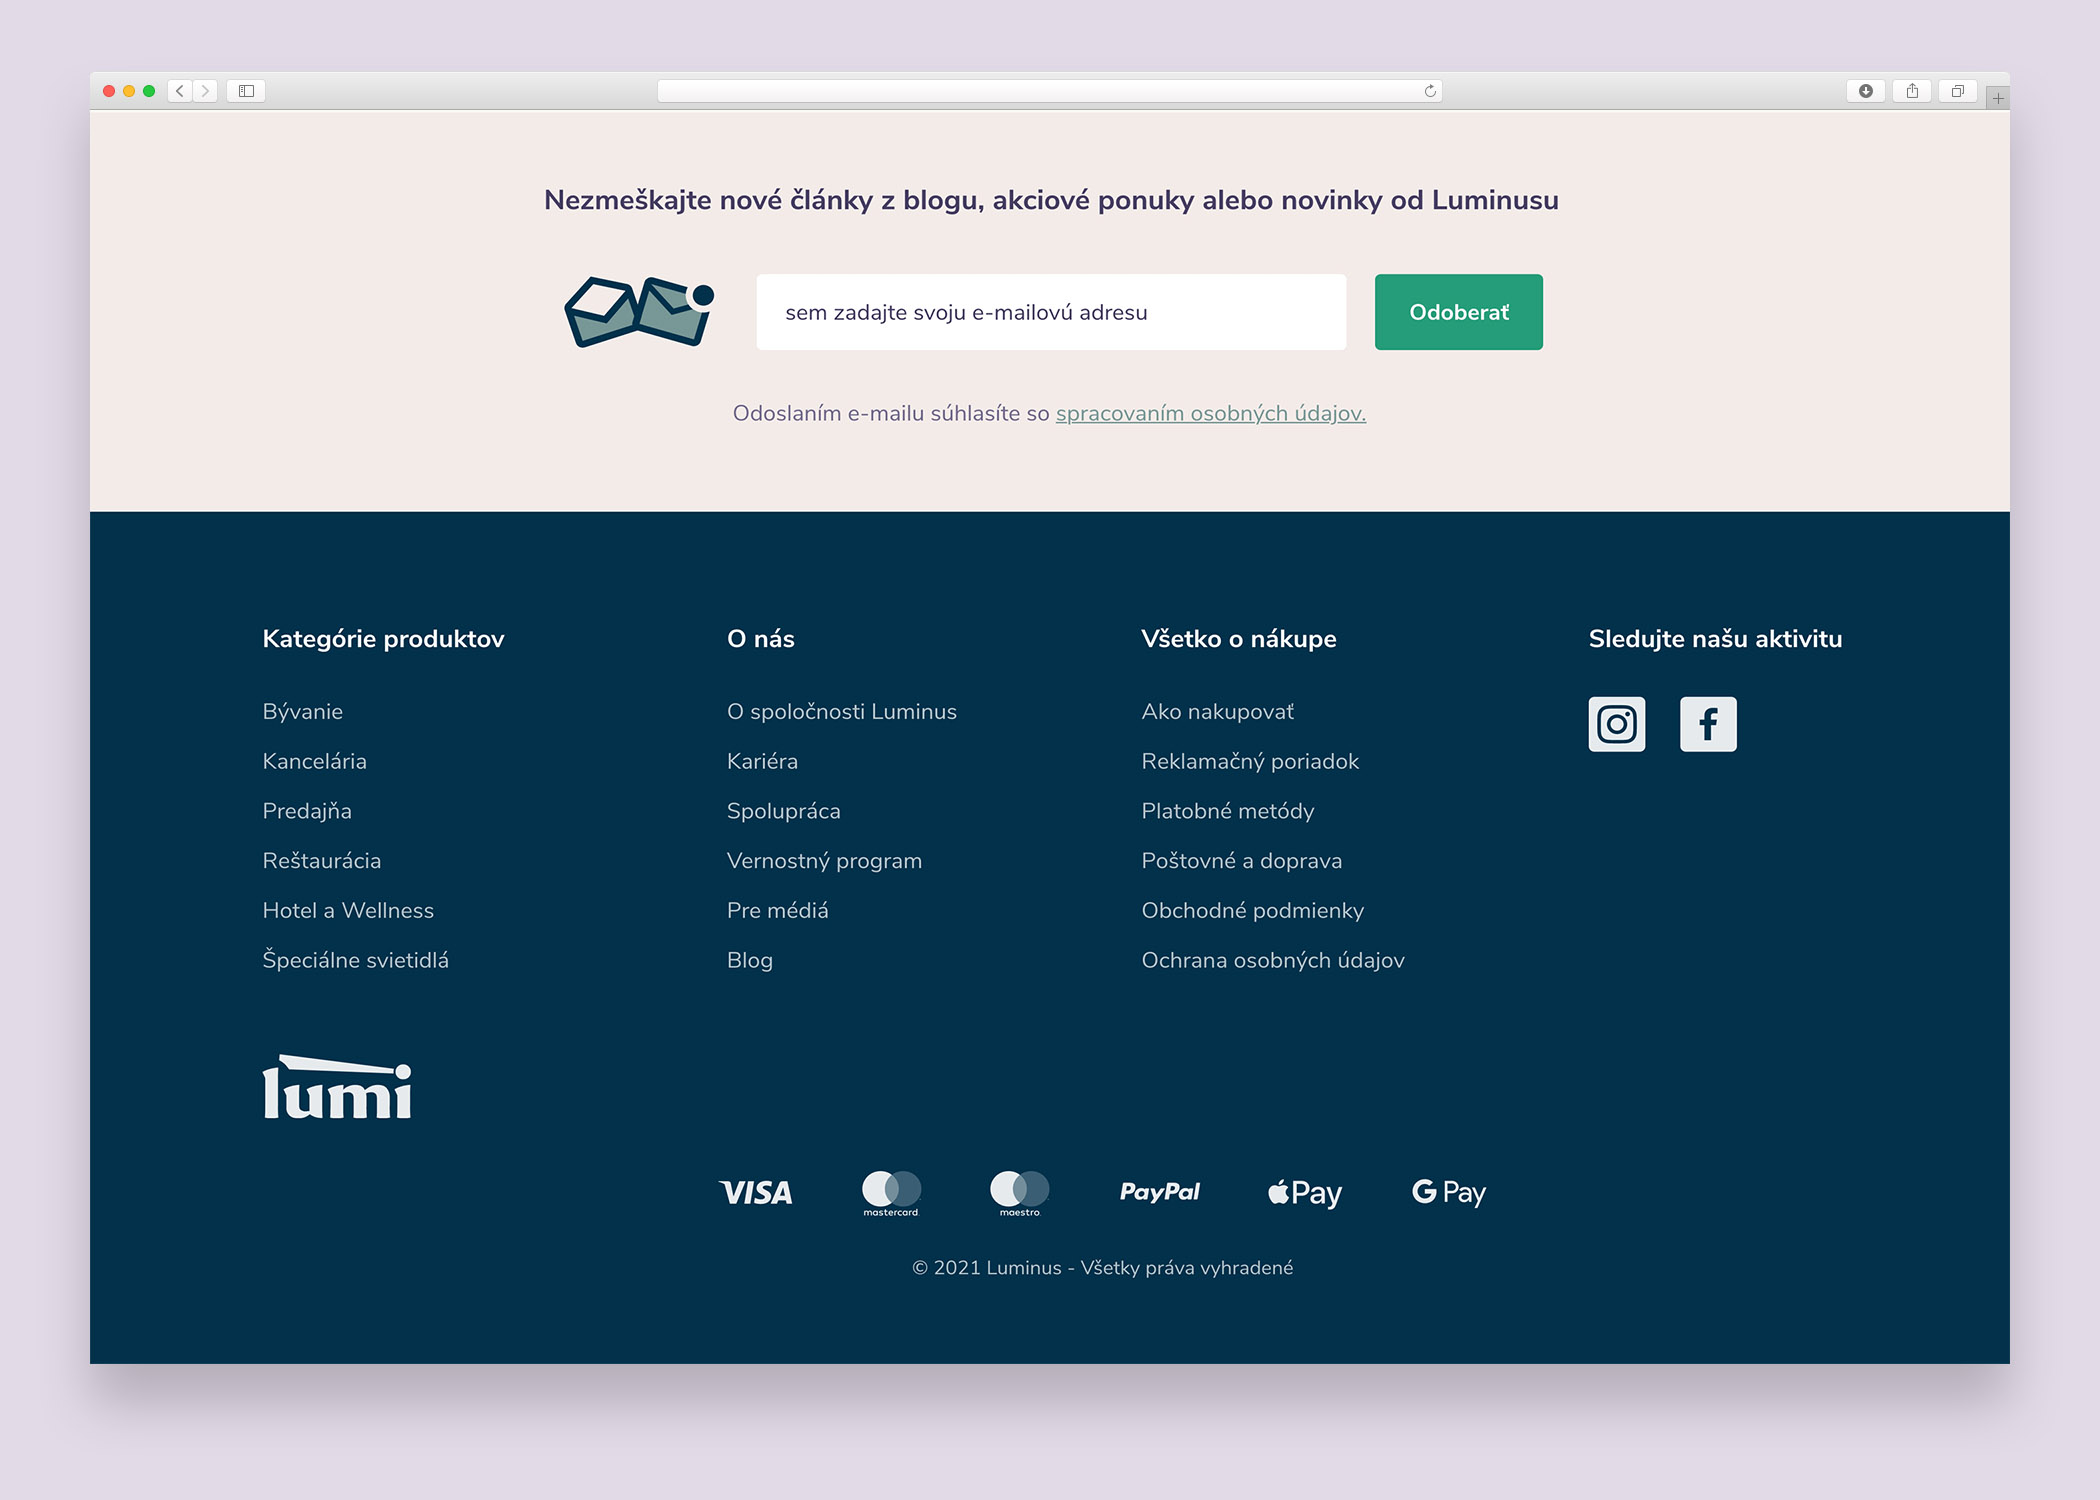 Nezmeškajte nové články z blogu, akciové ponuky alebo novinky od Luminusu
sem zadajte svoju e-mailovú adresu
Odoberať
Odoslaním e-mailu súhlasíte so spracovaním osobných údajov.
Kategórie produktov
Bývanie
Kancelária
Predajňa
Reštaurácia
Hotel a Wellness
Špeciálne svietidlá
O nás
O spoločnosti Luminus
Kariéra
Spolupráca
Vernostný program
Pre médiá
Blog
Všetko o nákupe
Ako nakupovať
Reklamačný poriadok
Platobné metódy
Poštovné a doprava
Obchodné podmienky
Ochrana osobných údajov
Sledujte našu aktivitu
lumi
VISA
mastercard.
maestro.
PayPal
Pay
G Pay
© 2021 Luminus - Všetky práva vyhradené